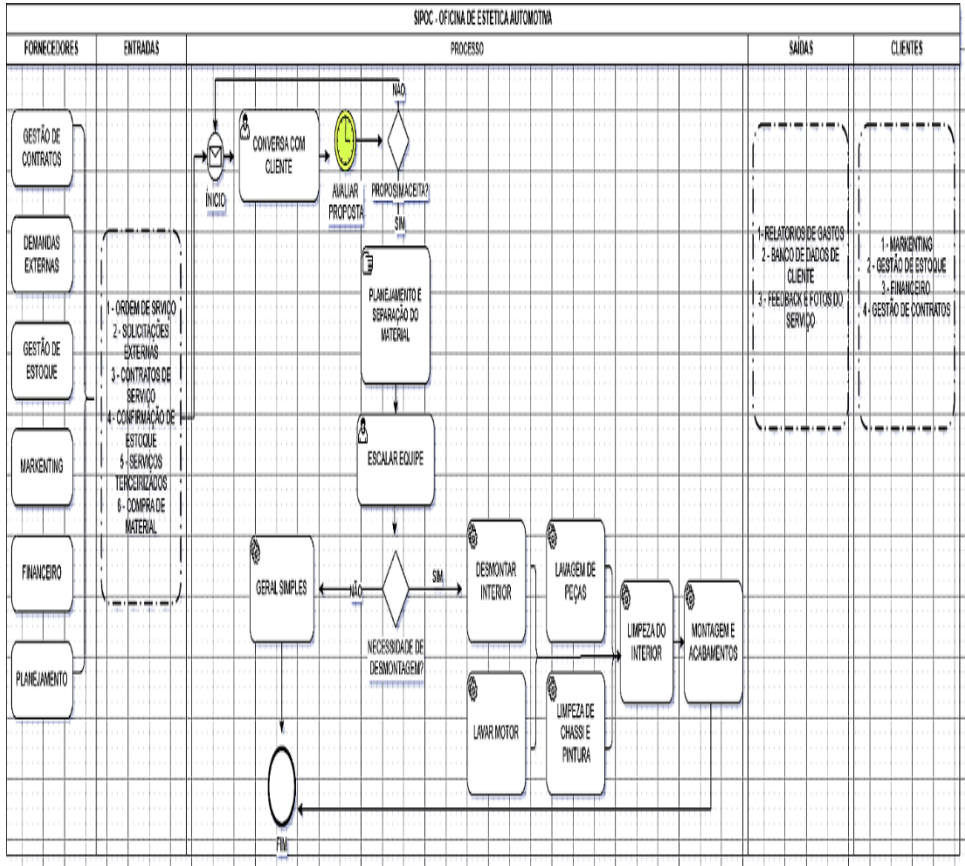 SIPOC - OFICINA DE ESTETICA AUTOMOTIVA
FORNECEDORES
ENTRADAS
PROCESSO
SAÍDAS
CLIENTES
GESTÃO DE
CONTRATOS
DEMANDAS
EXTERNAS
GESTÃO DE
ESTOQUE
MARKENTING
FINANCEIRO
PLANEJAMENTO
1 - ORDEM DE SRVIÇO
2 - SOLICITAÇÕES
EXTERNAS
3 - CONTRATOS DE
SERVIÇO
4 - CONFIRMAÇÃO DE
ESTOQUE
5 - SERVIÇOS
TERCEIRIZADOS
6 - COMPRA DE
MATERIAL
ÍNICIO
CONVERSA COM
CLIENTE
AVALIAR
PROPOSTA
NÃO
ACEITA?
SIM
PLANEJAMENTO E
SEPARAÇÃO DO
MATERIAL
ESCALAR EQUIPE
GERAL SIMPLES
NÃO
SIM
NECESSIDADE DE
DESMONTAGEM?
DESMONTAR
INTERIOR
LAVAGEM DE
PEÇAS
LAVAR MOTOR
LIMPEZA DE
CHASSI E
PINTURA
LIMPEZA DO
INTERIOR
MONTAGEM E
ACABAMENTOS
FIM
1- RELATORIOS DE GASTOS
2 - BANCO DE DADOS DE
CLIENTE
3 - FEEDBACK E FOTOS DO
SERVIÇO
1 - MARKENTING
2 - GESTÃO DE ESTOQUE
3 - FINANCEIRO
4 - GESTÃO DE CONTRATOS